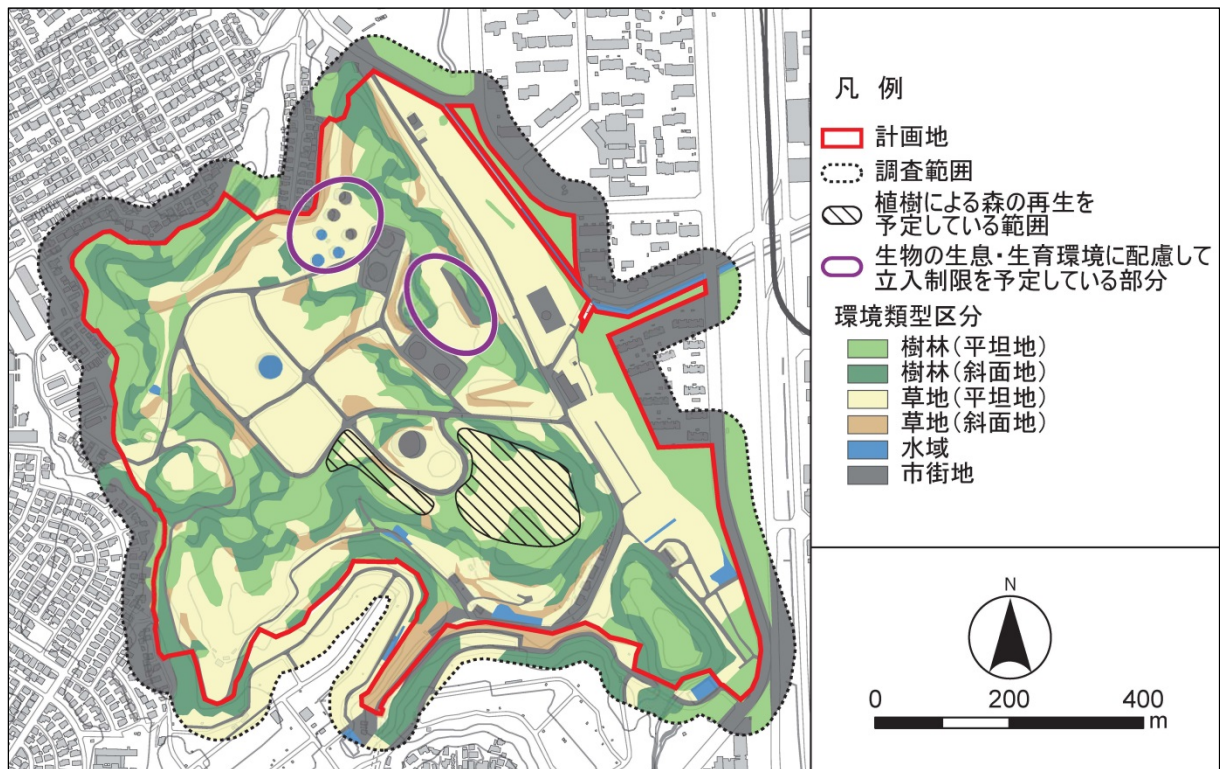 凡 例
計画地
調査範囲
植樹による森の再生を
予定している範囲
生物の生息・生育環境に配慮して
立入制限を予定している部分
環境類型区分
樹林（平坦地）
樹林（斜面地）
草地（平坦地）
草地（斜面地）
水域
市街地
N
0 200 400
m